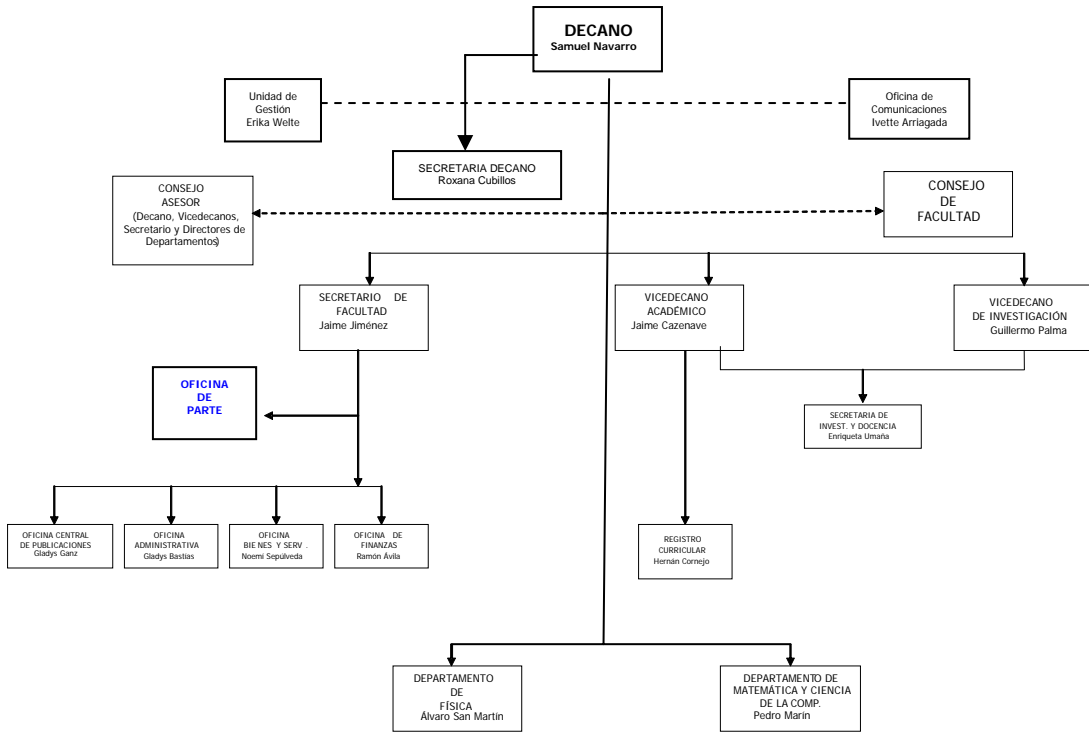 DECANO
Samuel Navarro
Unidad de
Gestión
Erika Welte
Oficina de
Comunicaciones
Ivette Arriagada
SECRETARIA DECANO
Roxana Cubillos
CONSEJO
ASESOR
(Decano, Vicedecanos,
Secretario y Directores de
Departamentos)
CONSEJO
DE
FACULTAD
SECRETARIO DE
FACULTAD
Jaime Jiménez
VICEDECANO
ACADÉMICO
Jaime Cazenave
VICEDECANO
DE INVESTIGACIÓN
Guillermo Palma
OFICINA
DE
PARTE
SECRETARIA DE
INVEST. Y DOCENCIA
Enriqueta Umaña
OFICINA CENTRAL
DE PUBLICACIONES
Gladys Ganz
OFICINA
ADMINISTRATIVA
Gladys Bastías
OFICINA
BIENES Y SERV.
Noemí Sepúlveda
OFICINA DE
FINANZAS
Ramón Ávila
REGISTRO
CURRICULAR
Hernán Cornejo
DEPARTAMENTO
DE
FÍSICA
Álvaro San Martín
DEPARTAMENTO DE
MATEMÁTICA Y CIENCIA
DE LA COMP.
Pedro Marín